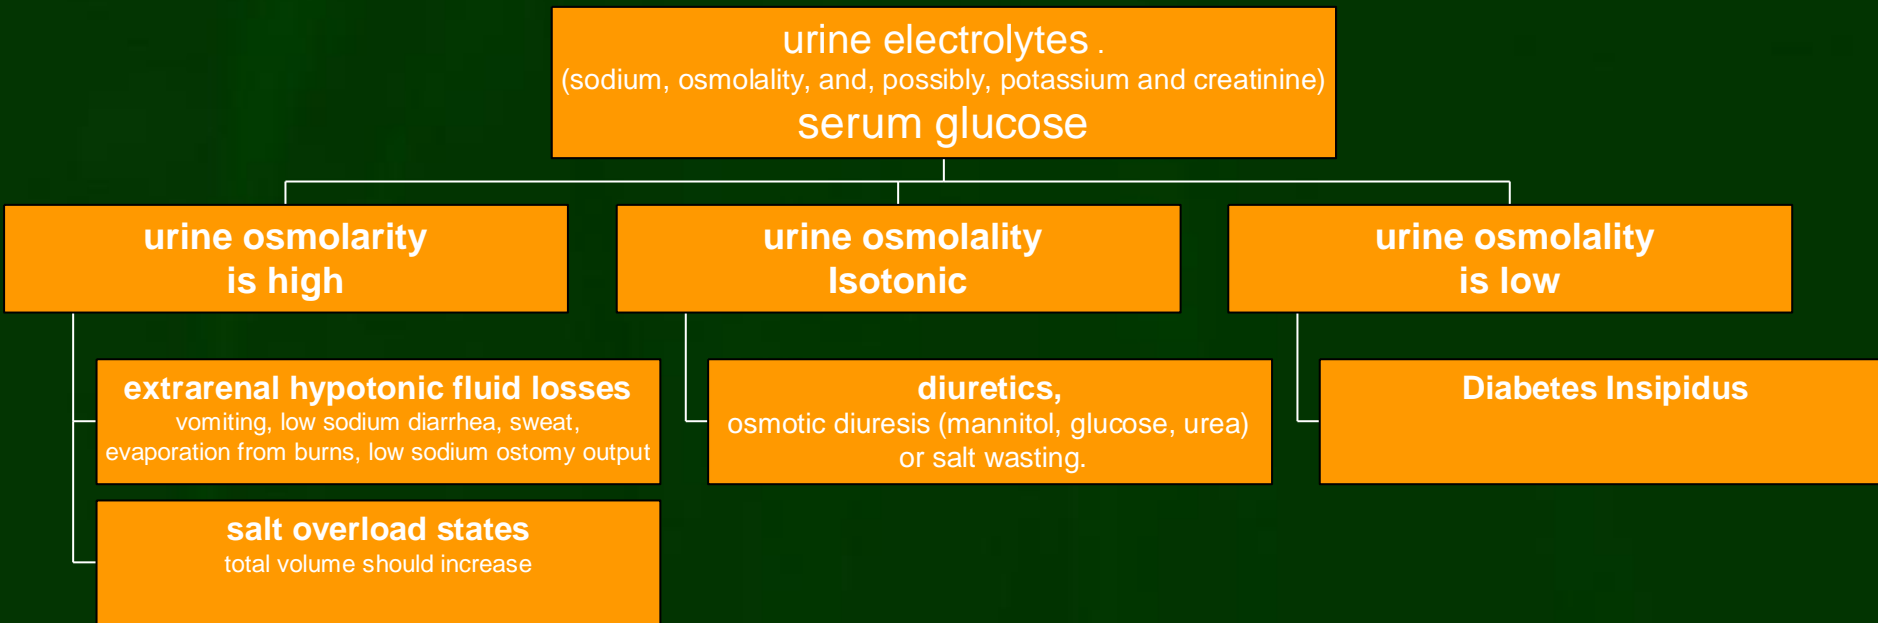 urine electrolytes .
(sodium, osmolality, and, possibly, potassium and creatinine)
serum glucose
urine osmolarity
is high
urine osmolality
Isotonic
urine osmolality
is low
extrarenal hypotonic fluid losses
vomiting, low sodium diarrhea, sweat,
evaporation from burns, low sodium ostomy output
diuretics,
osmotic diuresis (mannitol, glucose, urea)
or salt wasting.
Diabetes Insipidus
salt overload states
total volume should increase